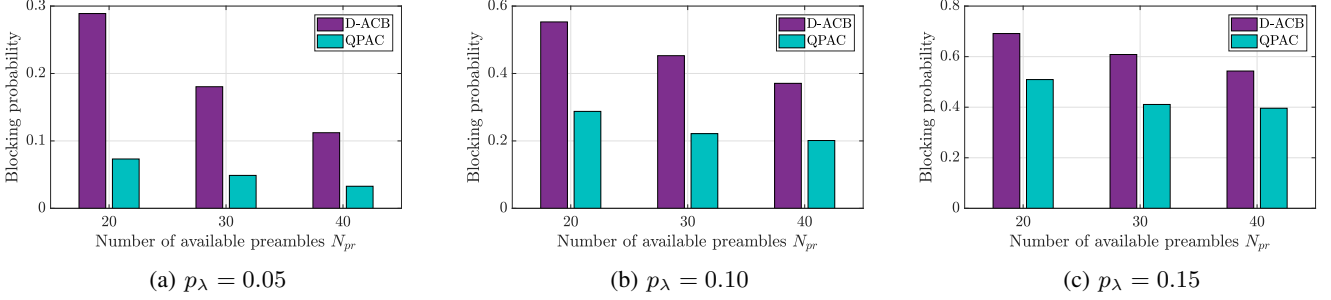 0.3
0.2
0.1
0
Blocking probability
D-ACB
QPAC
20 30 40
Number of available preambles N_pr
(a) p_λ = 0.05
0.6
0.4
0.2
0
Blocking probability
D-ACB
QPAC
20 30 40
Number of available preambles N_pr
(b) p_λ = 0.10
0.8
0.6
0.4
0.2
0
Blocking probability
D-ACB
QPAC
20 30 40
Number of available preambles N_pr
(c) p_λ = 0.15